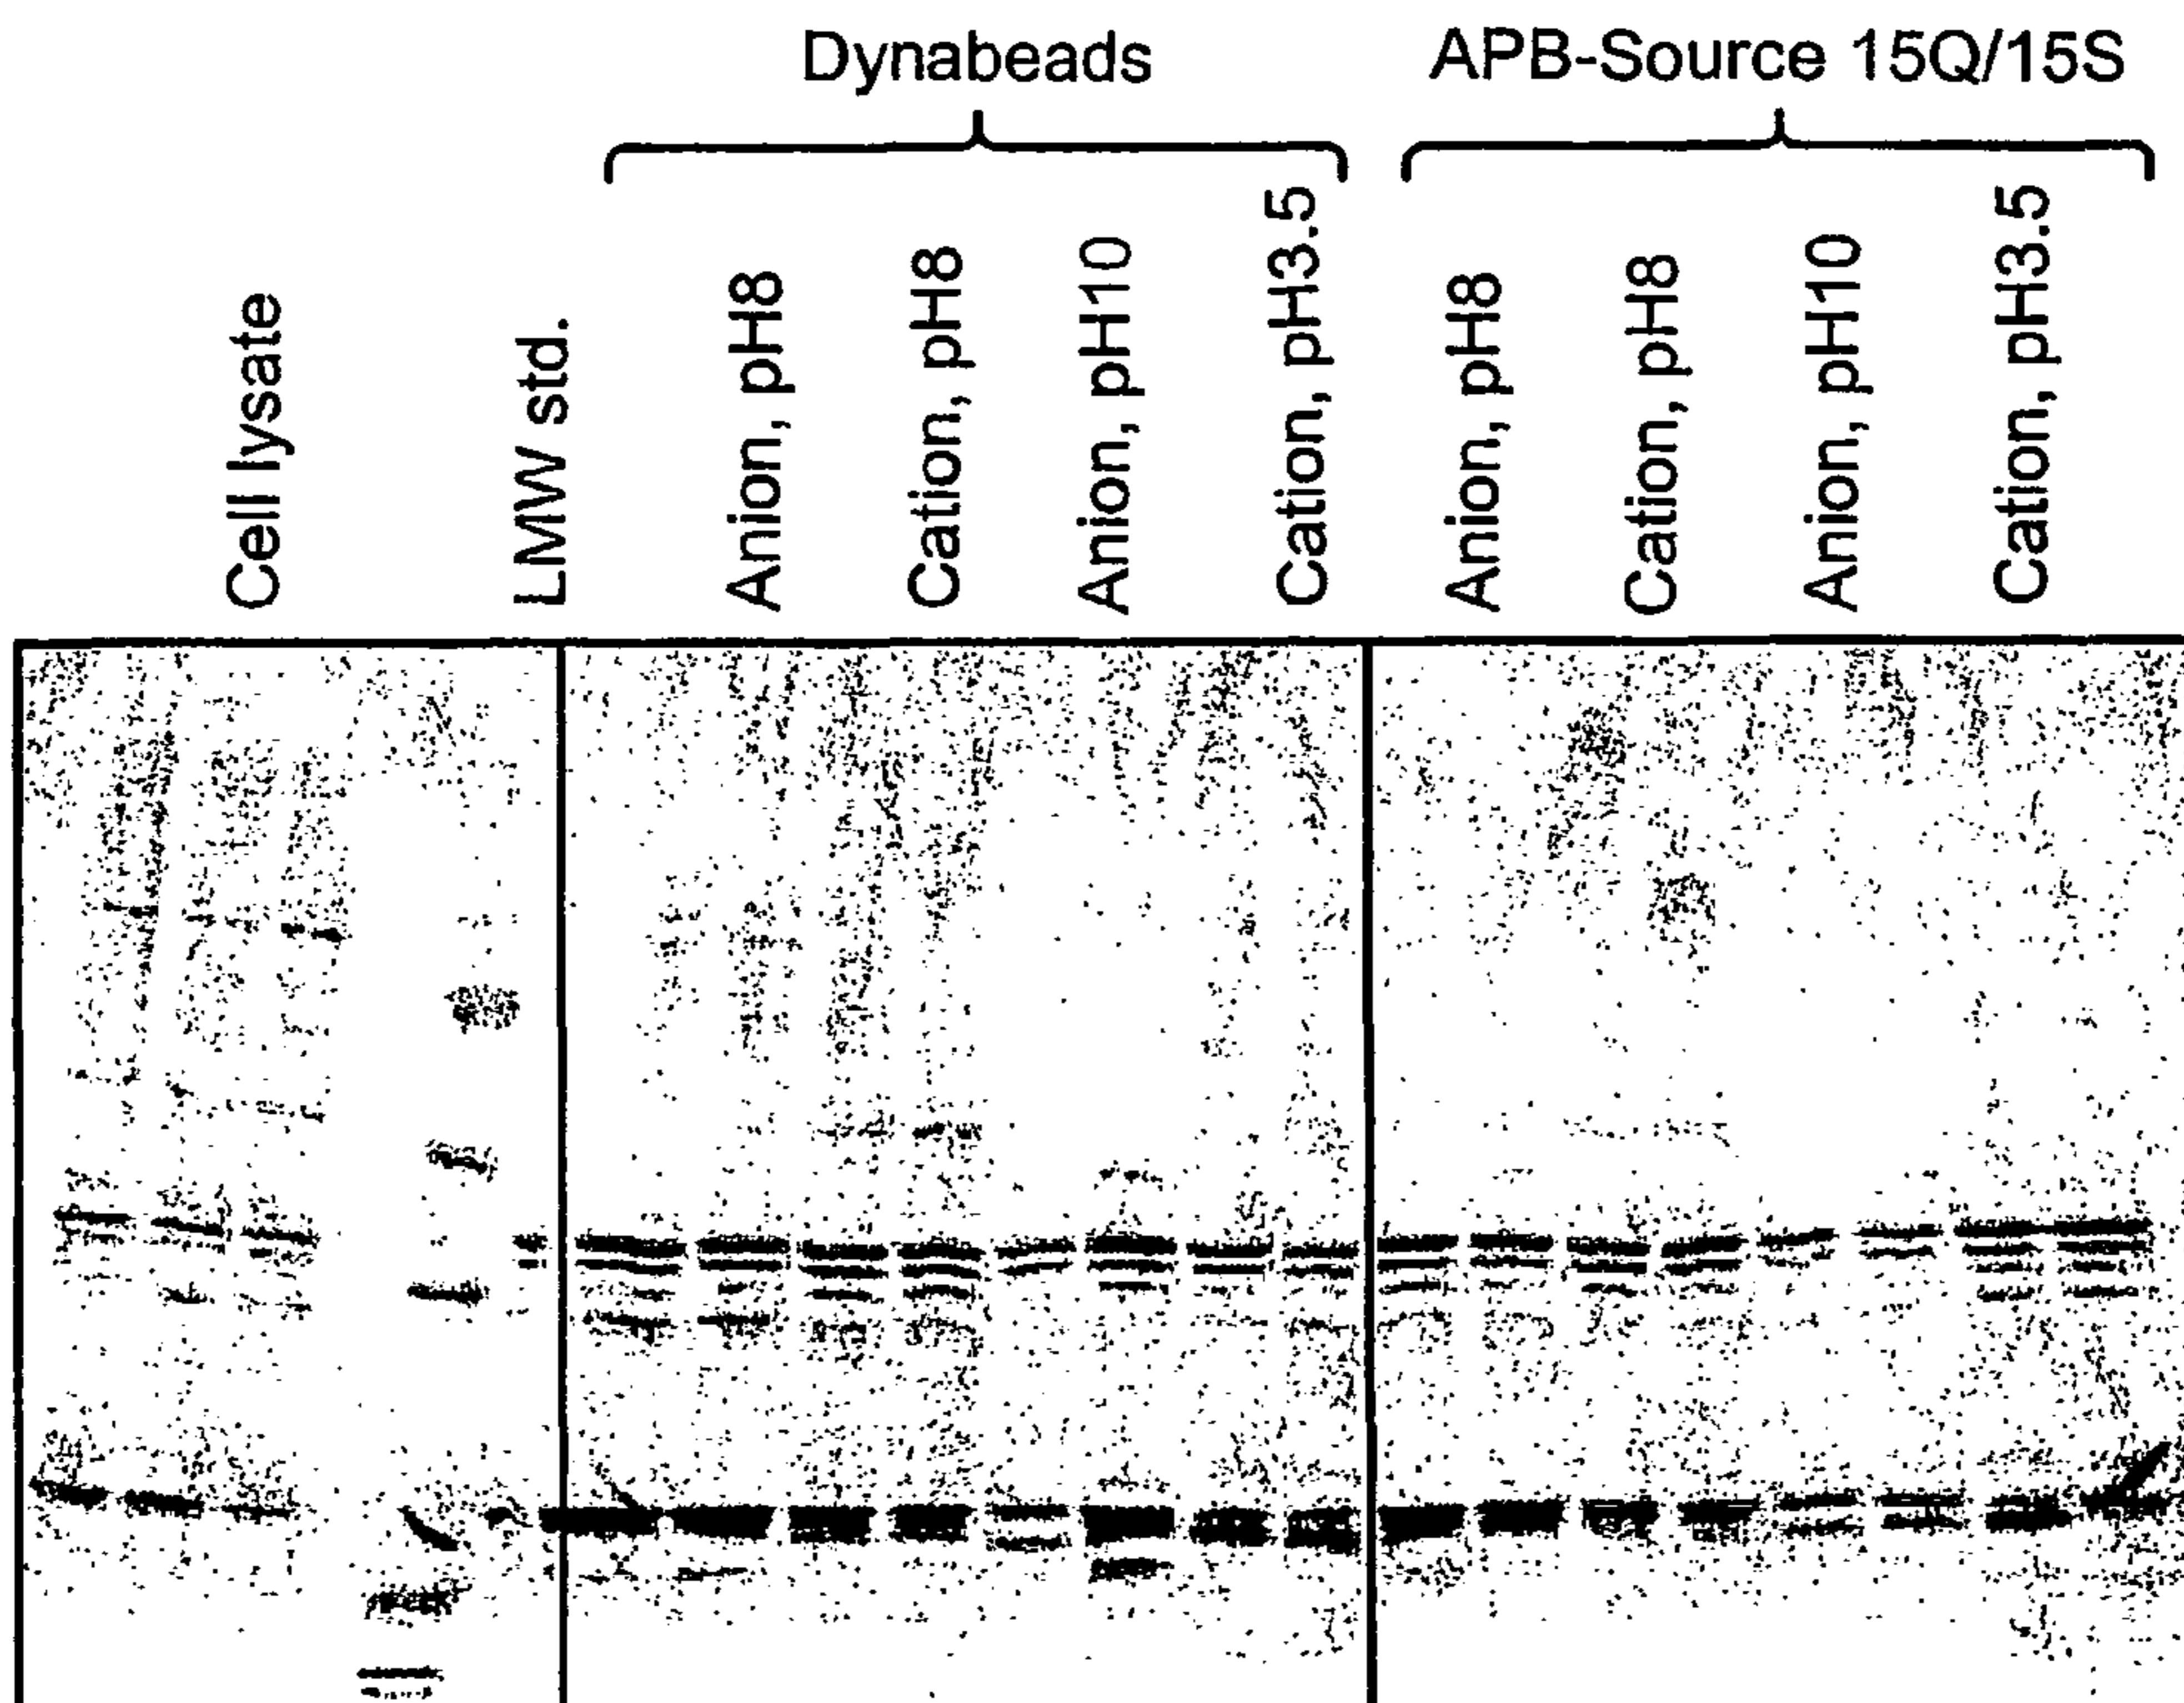 Dynabeads
APB-Source 15Q/15S
Cell lysate
LMW std.
Anion, pH8
Cation, pH8
Anion, pH10
Cation, pH3.5
Anion, pH8
Cation, pH8
Anion, pH10
Cation, pH3.5